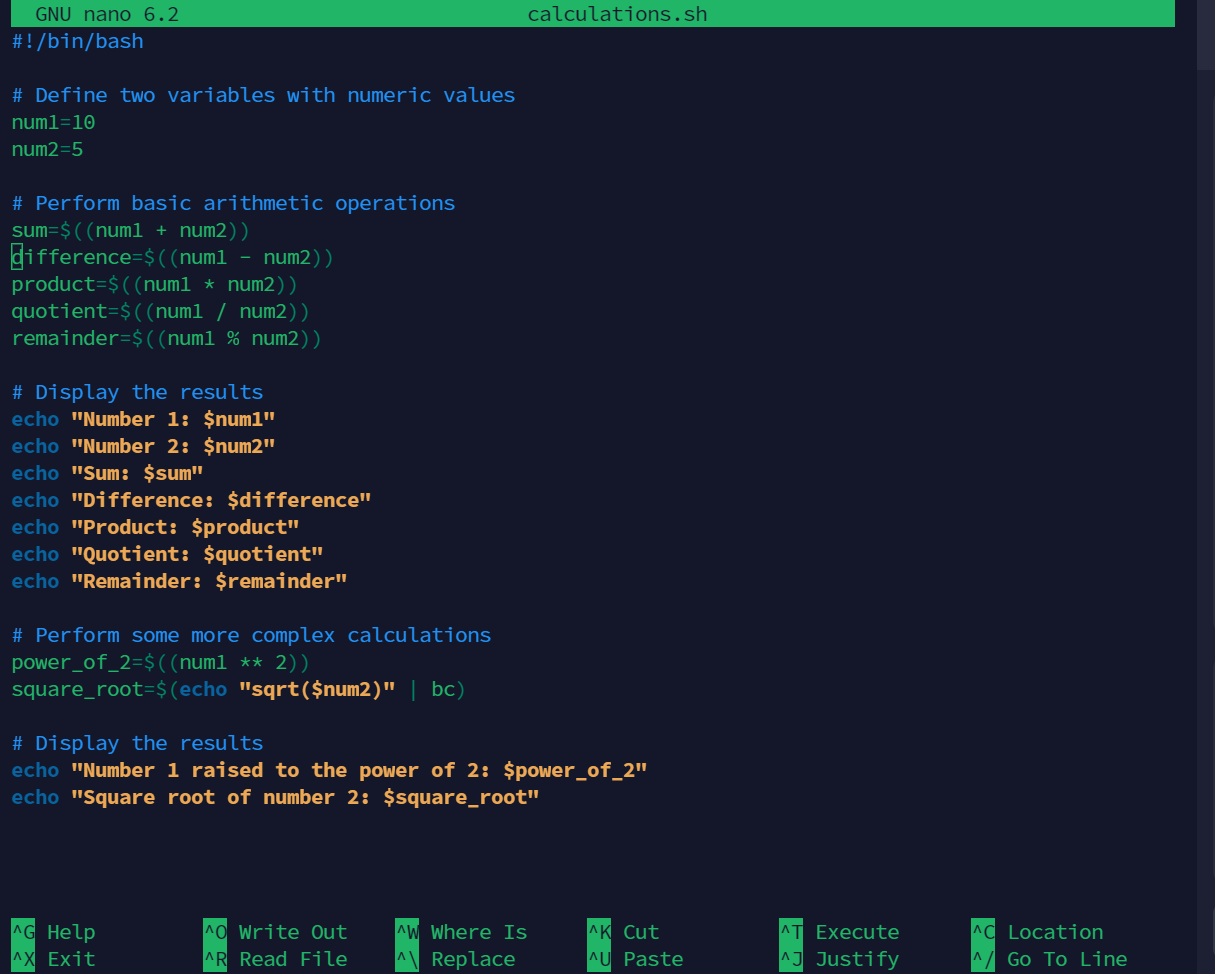 GNU nano 6.2 calculations.sh
#!/bin/bash
# Define two variables with numeric values
num1=10
num2=5
# Perform basic arithmetic operations
sum=$((num1 + num2))
difference=$((num1 - num2))
product=$((num1 * num2))
quotient=$((num1 / num2))
remainder=$((num1 % num2))
# Display the results
echo "Number 1: $num1"
echo "Number 2: $num2"
echo "Sum: $sum"
echo "Difference: $difference"
echo "Product: $product"
echo "Quotient: $quotient"
echo "Remainder: $remainder"
# Perform some more complex calculations
power_of_2=$((num1 ** 2))
square_root=$(echo "sqrt($num2)" | bc)
# Display the results
echo "Number 1 raised to the power of 2: $power_of_2"
echo "Square root of number 2: $square_root"
^G Help ^O Write Out ^W Where Is ^K Cut ^T Execute ^C Location
^X Exit ^R Read File ^\ Replace ^U Paste ^J Justify ^/ Go To Line